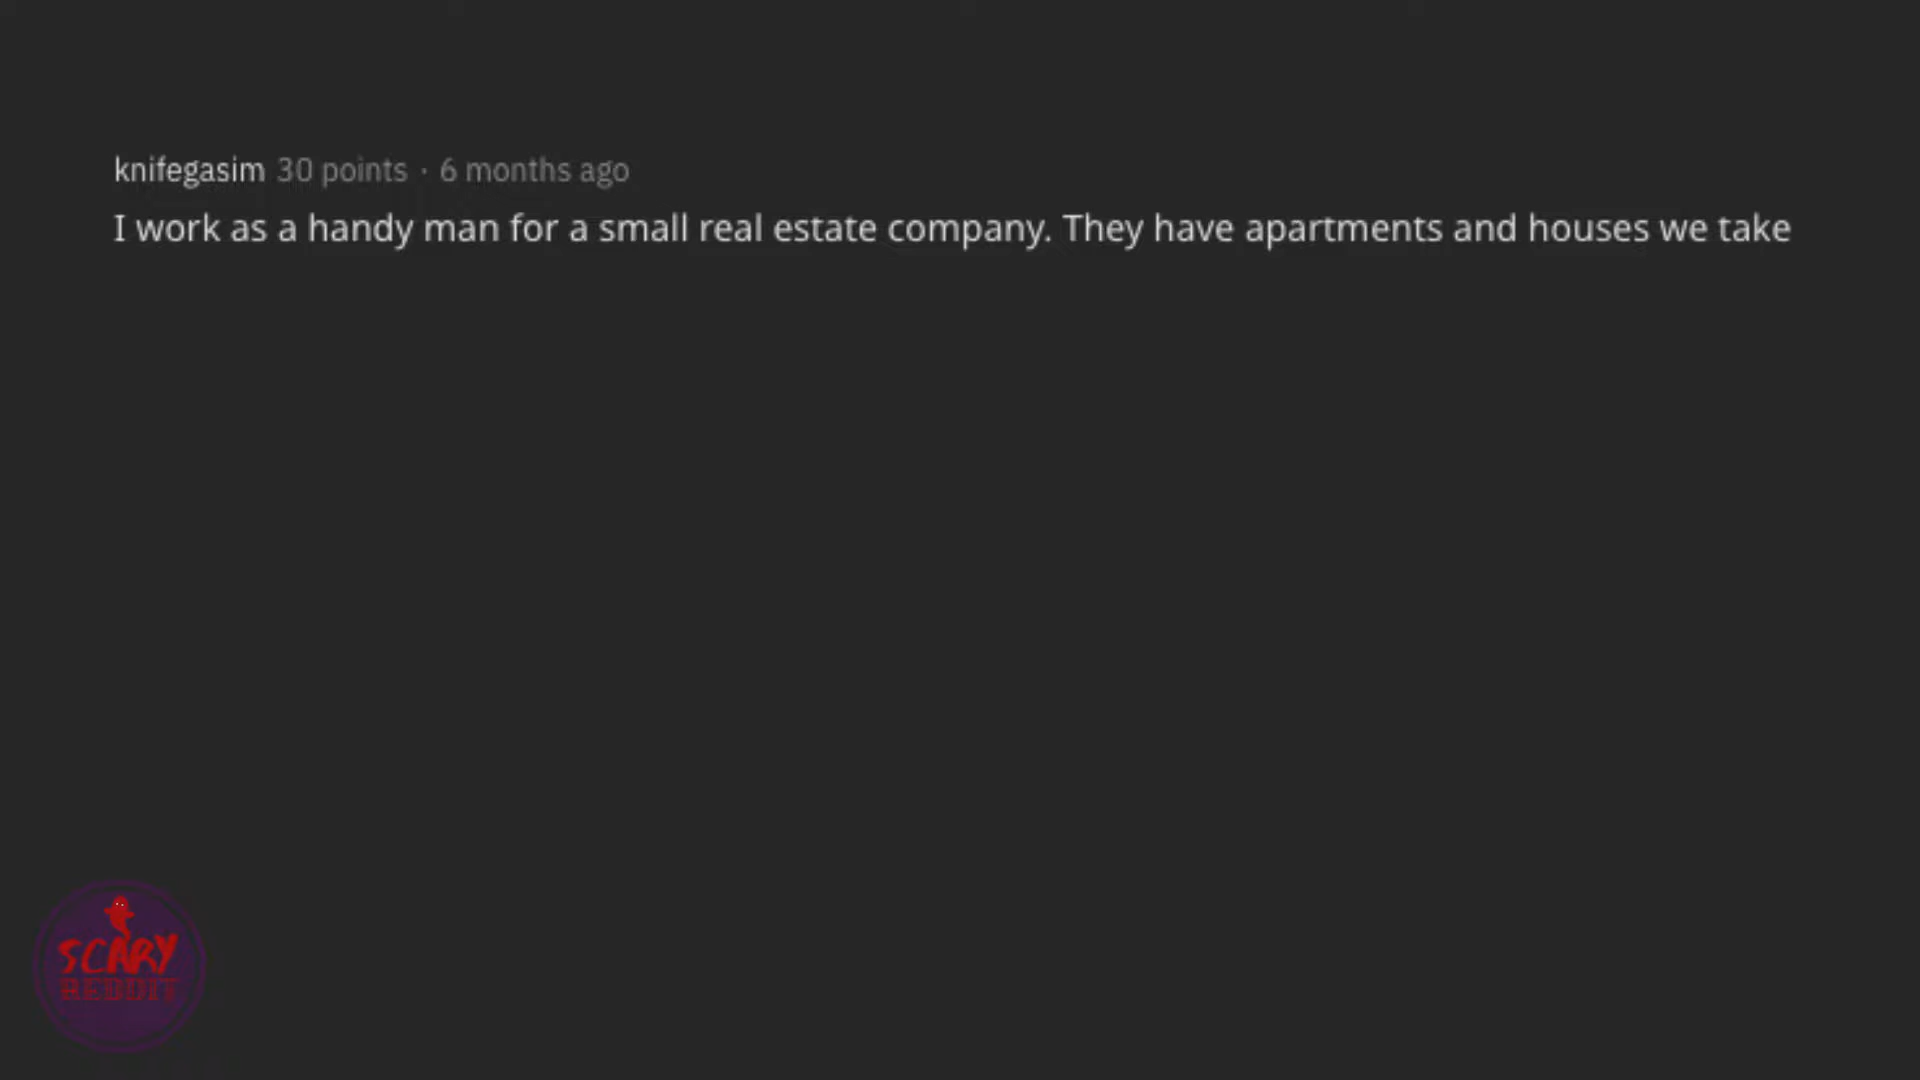 knifegasim 30 points · 6 months ago
I work as a handy man for a small real estate company. They have apartments and houses we take
SCARY
REDDIT